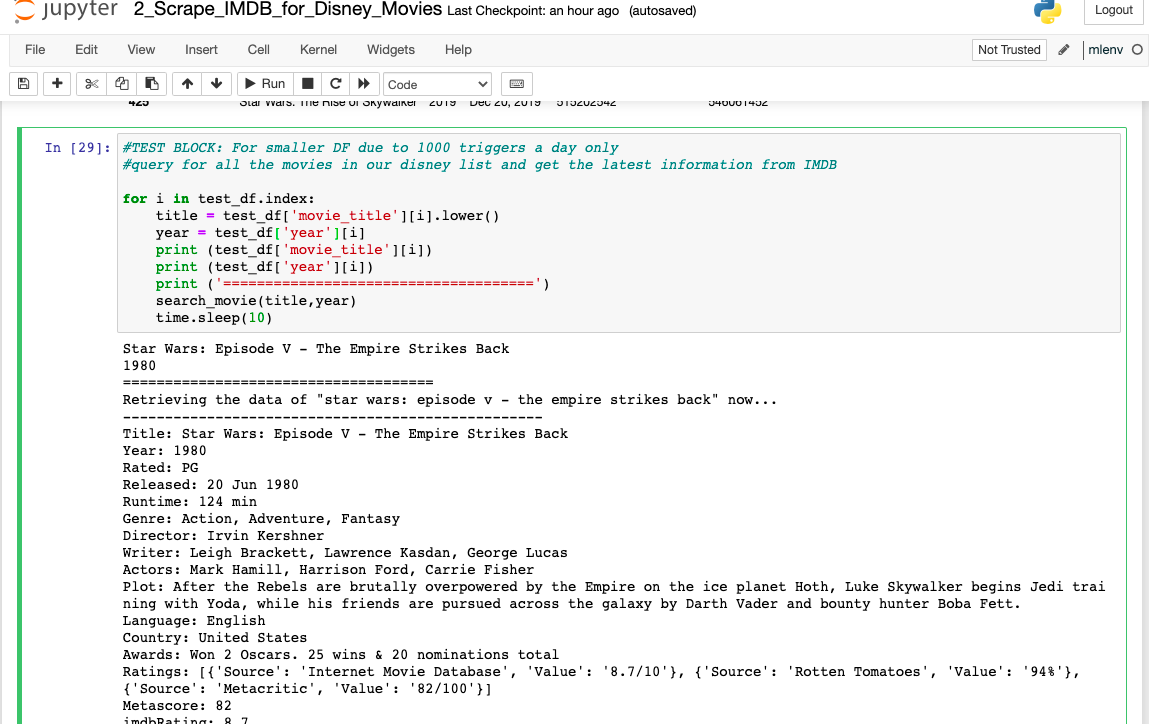 jupyter 2_Scrape_IMDB_for_Disney_Movies Last Checkpoint: an hour ago (autosaved)
Logout
File Edit View Insert Cell Kernel Widgets Help
Not Trusted
mlenv
Run
Code
425 Star Wars: The Rise of Skywalker 2019 Dec 20, 2019 515202542 546061452
In [29]:
#TEST BLOCK: For smaller DF due to 1000 triggers a day only
#query for all the movies in our disney list and get the latest information from IMDB
for i in test_df.index:
title = test_df['movie_title'][i].lower()
year = test_df['year'][i]
print (test_df['movie_title'][i])
print (test_df['year'][i])
print ('=====================================')
search_movie(title,year)
time.sleep(10)
Star Wars: Episode V - The Empire Strikes Back
1980
=====================================
Retrieving the data of "star wars: episode v - the empire strikes back" now...
--------------------------------------------------
Title: Star Wars: Episode V - The Empire Strikes Back
Year: 1980
Rated: PG
Released: 20 Jun 1980
Runtime: 124 min
Genre: Action, Adventure, Fantasy
Director: Irvin Kershner
Writer: Leigh Brackett, Lawrence Kasdan, George Lucas
Actors: Mark Hamill, Harrison Ford, Carrie Fisher
Plot: After the Rebels are brutally overpowered by the Empire on the ice planet Hoth, Luke Skywalker begins Jedi trai
ning with Yoda, while his friends are pursued across the galaxy by Darth Vader and bounty hunter Boba Fett.
Language: English
Country: United States
Awards: Won 2 Oscars. 25 wins & 20 nominations total
Ratings: [{'Source': 'Internet Movie Database', 'Value': '8.7/10'}, {'Source': 'Rotten Tomatoes', 'Value': '94%'},
{'Source': 'Metacritic', 'Value': '82/100'}]
Metascore: 82
imdbRating: 8.7